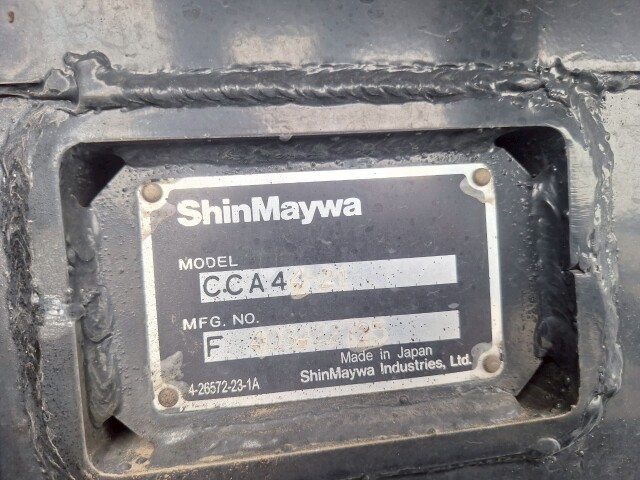 ShinMaywa
MODEL
CCA4
MFG. NO.
F
Made in Japan
4-26572-23-1A
ShinMaywa Industries, Ltd.